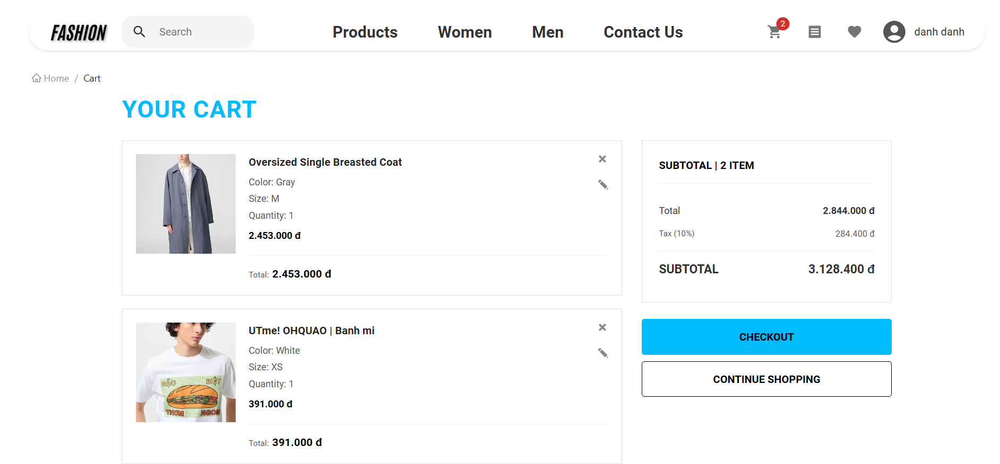 FASHION
Search
Products
Women
Men
Contact Us
2
danh danh
Home / Cart
YOUR CART
Oversized Single Breasted Coat
Color: Gray
Size: M
Quantity: 1
2.453.000 đ
Total: 2.453.000 đ
UTme! OHQUAO | Banh mi
Color: White
Size: XS
Quantity: 1
391.000 đ
Total: 391.000 đ
ĐẶC BIỆT
THƠM NGON
SUBTOTAL | 2 ITEM
Total 2.844.000 đ
Tax (10%) 284.400 đ
SUBTOTAL 3.128.400 đ
CHECKOUT
CONTINUE SHOPPING